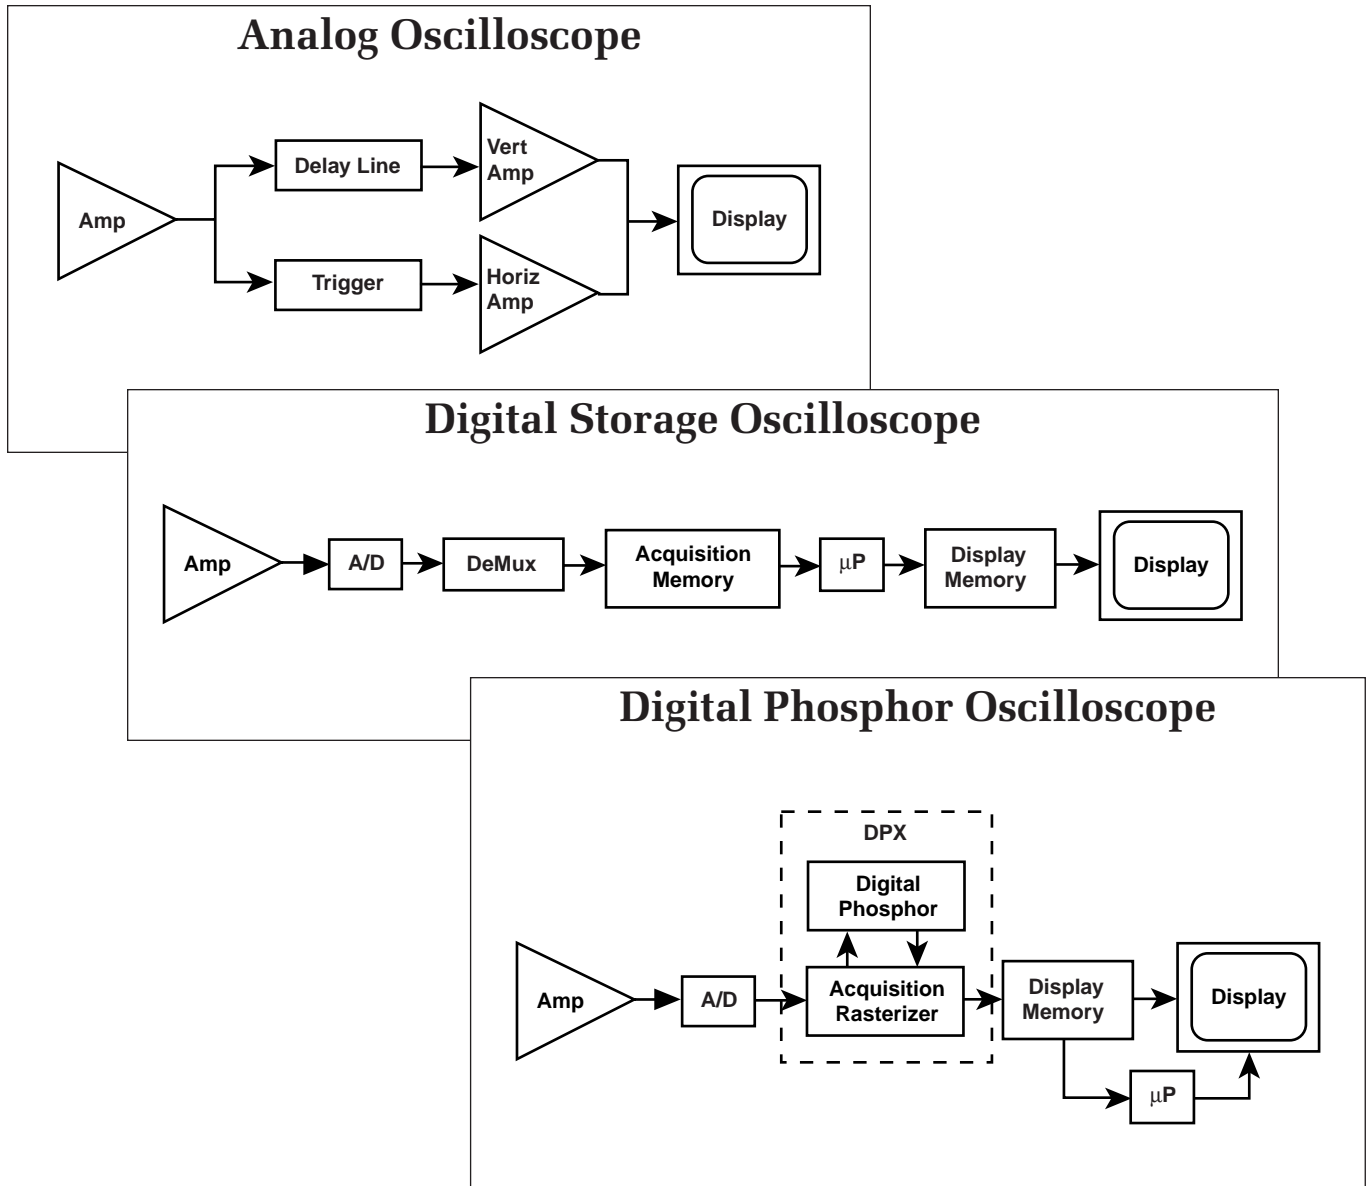 Analog Oscilloscope
Amp
Delay Line
Vert
Amp
Trigger
Horiz
Amp
Display
Digital Storage Oscilloscope
Amp
A/D
DeMux
Acquisition
Memory
µP
Display
Memory
Display
Digital Phosphor Oscilloscope
DPX
Digital
Phosphor
Amp
A/D
Acquisition
Rasterizer
Display
Memory
Display
µP